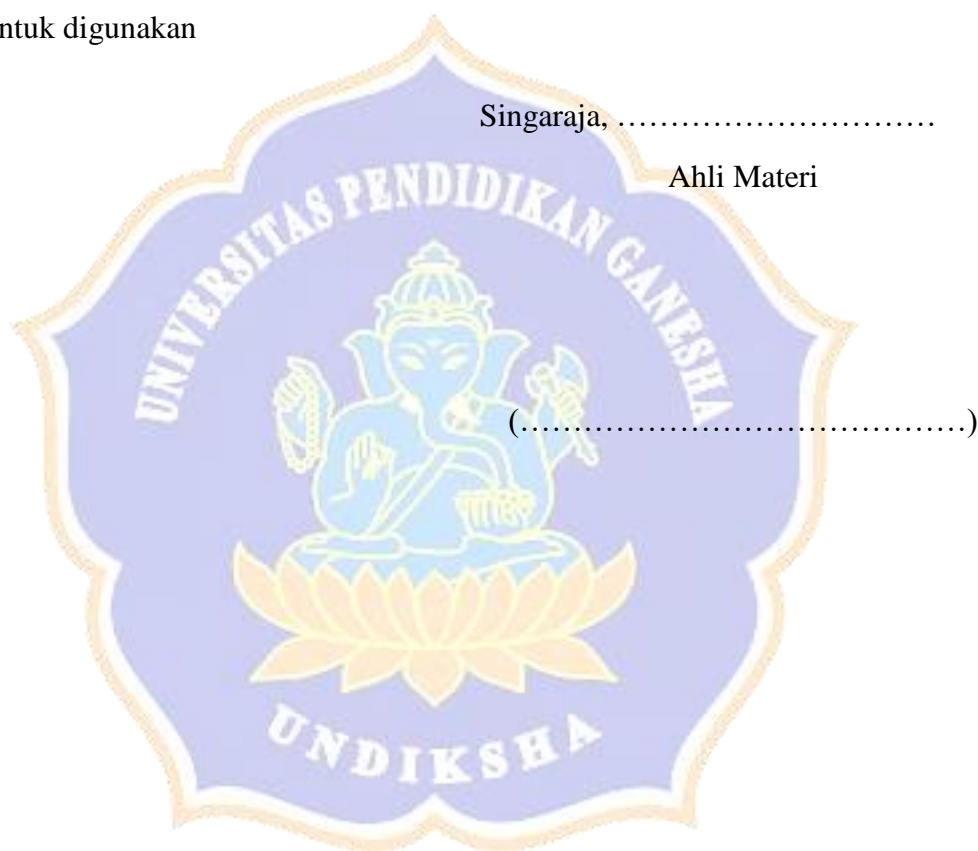 ntuk digunakan
Singaraja, …………………………
Ahli Materi
UNIVERSITAS PENDIDIKAN GANESHA
(……………………………………)
UNDIKSHA